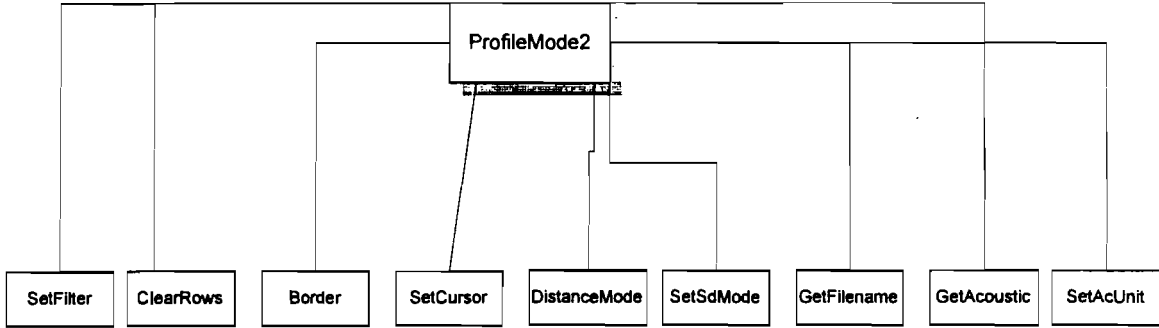 ProfileMode2
SetFilter
ClearRows
Border
SetCursor
DistanceMode
SetSdMode
GetFilename
GetAcoustic
SetAcUnit